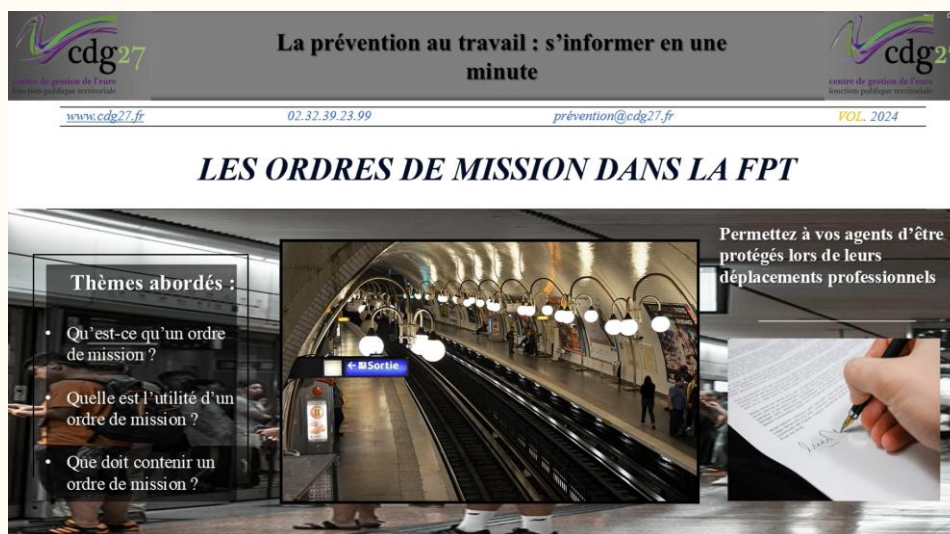 cdg27
centre de gestion de l'eure
fonction publique territoriale
La prévention au travail : s'informer en une
minute
cdg2
centre de gestion de l'eure
fonction publique territoriale
www.cdg27.fr
02.32.39.23.99
prévention@cdg27.fr
VOL. 2024
LES ORDRES DE MISSION DANS LA FPT
Thèmes abordés :
• Qu'est-ce qu'un ordre
de mission ?
• Quelle est l'utilité d'un
ordre de mission ?
• Que doit contenir un
ordre de mission ?
Sortie
Permettez à vos agents d'être
protégés lors de leurs
déplacements professionnels